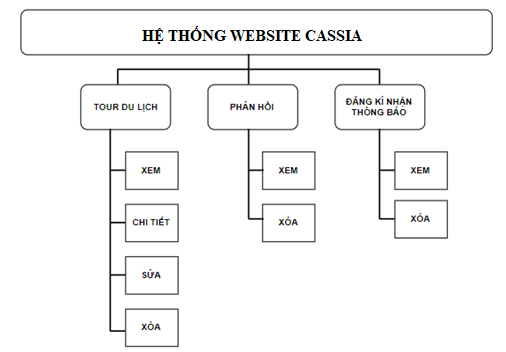 HỆ THỐNG WEBSITE CASSIA
TOUR DU LỊCH
XEM
CHI TIẾT
SỬA
XÓA
PHẢN HỒI
XEM
XÓA
ĐĂNG KÍ NHẬN
THÔNG BÁO
XEM
XÓA